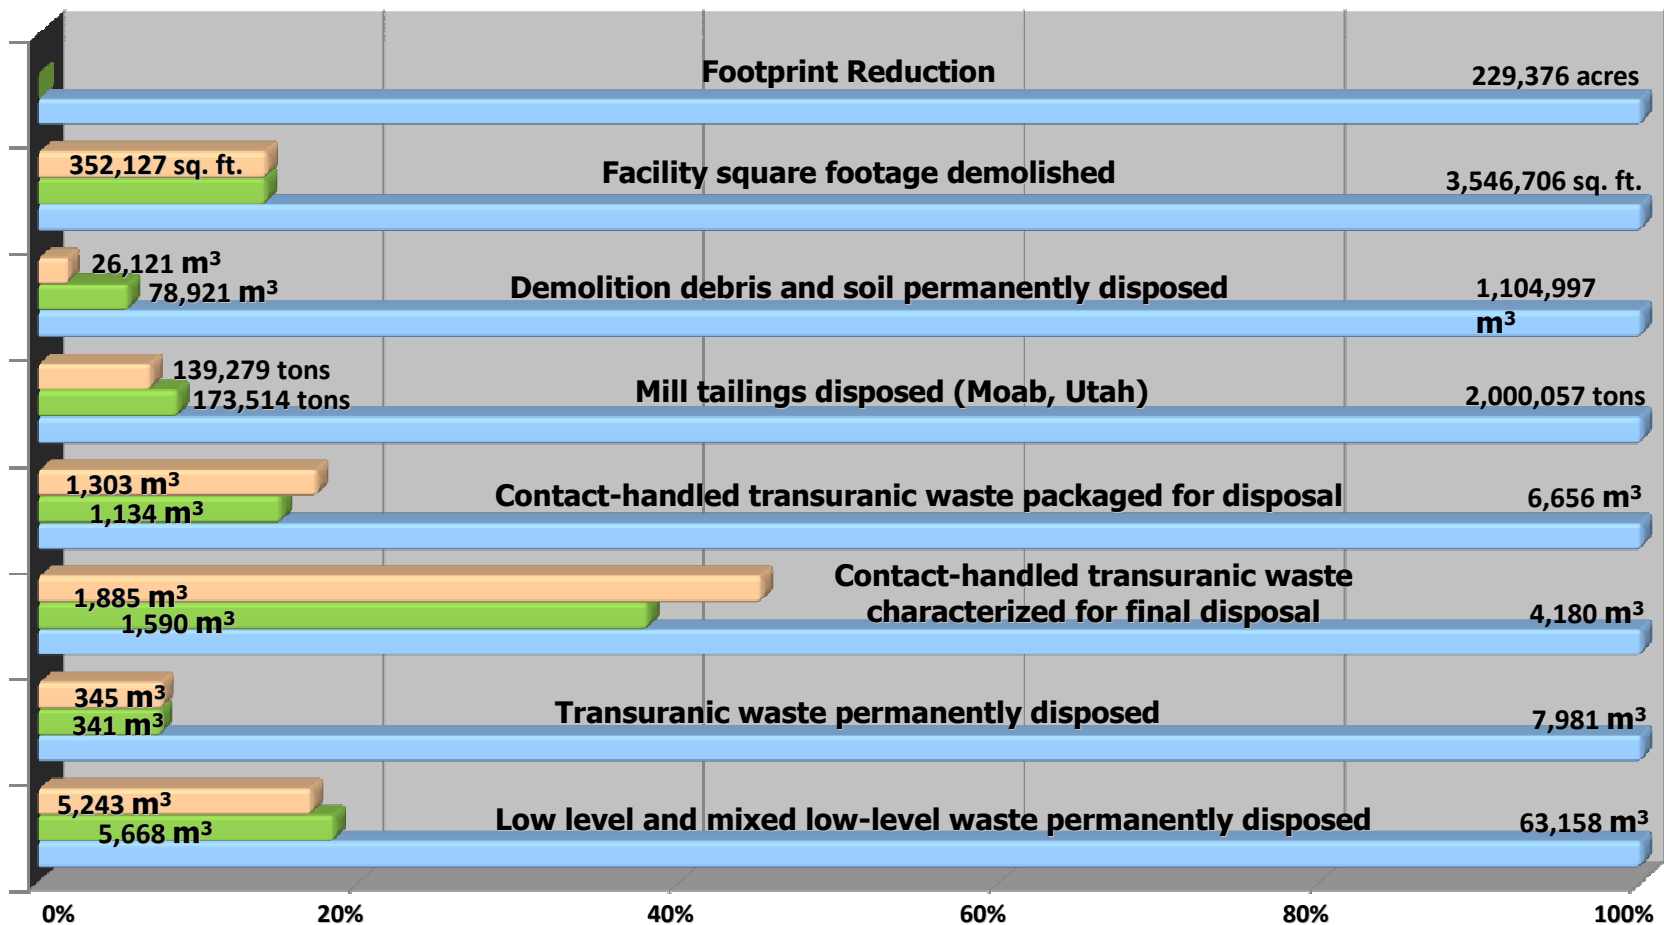 Footprint Reduction
229,376 acres
352,127 sq. ft.
Facility square footage demolished
3,546,706 sq. ft.
26,121 m³
78,921 m³
Demolition debris and soil permanently disposed
1,104,997
m³
139,279 tons
173,514 tons
Mill tailings disposed (Moab, Utah)
2,000,057 tons
1,303 m³
1,134 m³
Contact-handled transuranic waste packaged for disposal
6,656 m³
1,885 m³
1,590 m³
Contact-handled transuranic waste
characterized for final disposal
4,180 m³
345 m³
341 m³
Transuranic waste permanently disposed
7,981 m³
5,243 m³
5,668 m³
Low level and mixed low-level waste permanently disposed
63,158 m³
0% 20% 40% 60% 80% 100%